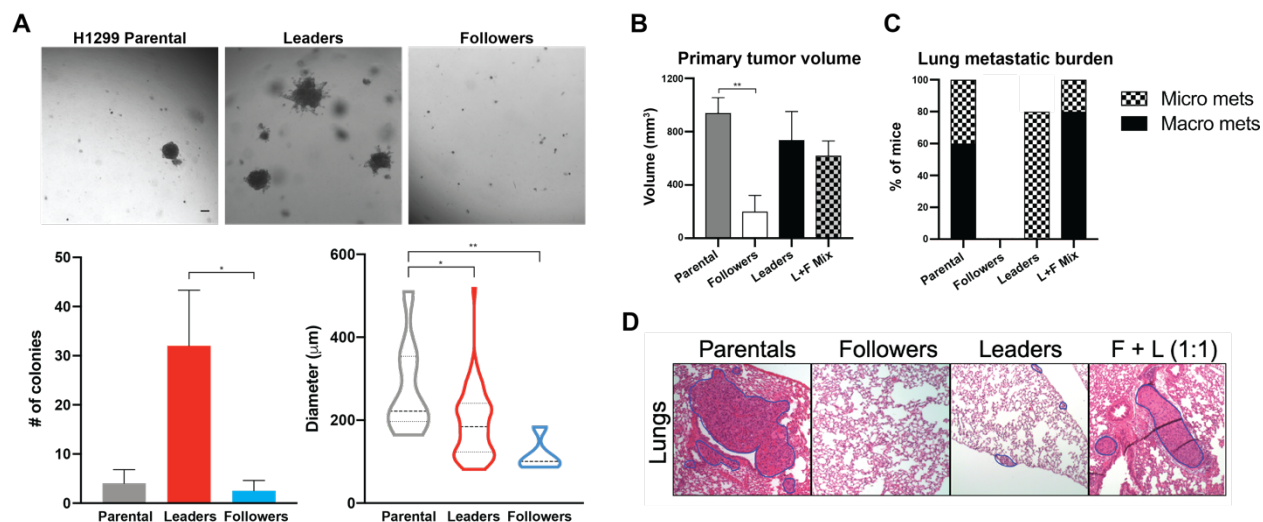 A
H1299 Parental Leaders Followers
# of colonies
50
40
30
20
10
0
*
Parental Leaders Followers
Diameter (μm)
600
400
200
0
**
*
Parental Leaders Followers
B
Primary tumor volume
Volume (mm³)
1200
800
400
0
**
Parental
Followers
Leaders
L+F Mix
C
Lung metastatic burden
% of mice
100
80
60
40
20
0
Parental
Followers
Leaders
L+F Mix
Micro mets
Macro mets
D
Parentals Followers Leaders F + L (1:1)
Lungs